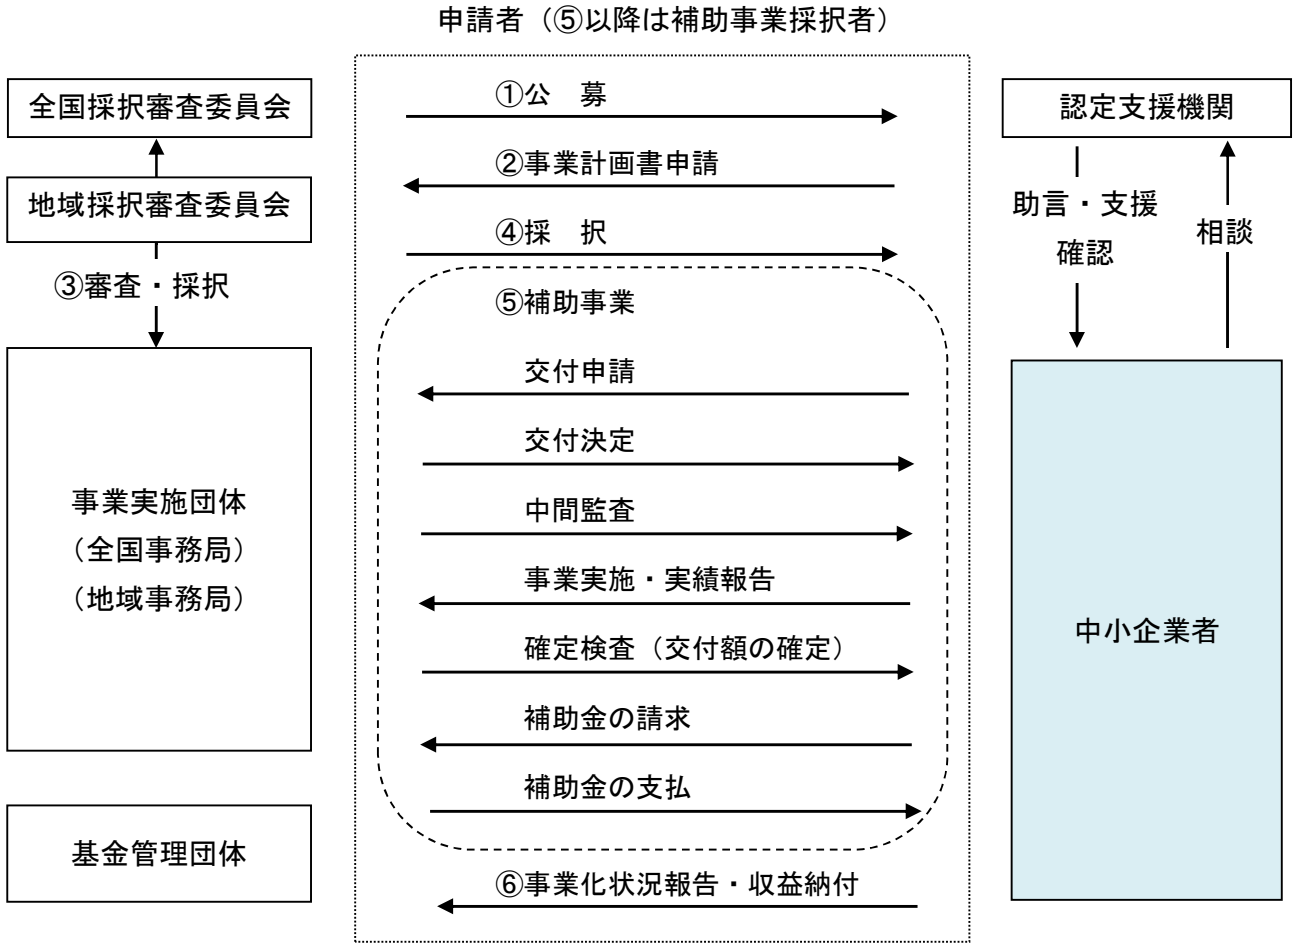 申請者（⑤以降は補助事業採択者）
全国採択審査委員会
地域採択審査委員会
③審査・採択
事業実施団体
（全国事務局）
（地域事務局）
基金管理団体
①公　募
②事業計画書申請
④採　択
⑤補助事業
交付申請
交付決定
中間監査
事業実施・実績報告
確定検査（交付額の確定）
補助金の請求
補助金の支払
⑥事業化状況報告・収益納付
認定支援機関
助言・支援
確認
相談
中小企業者